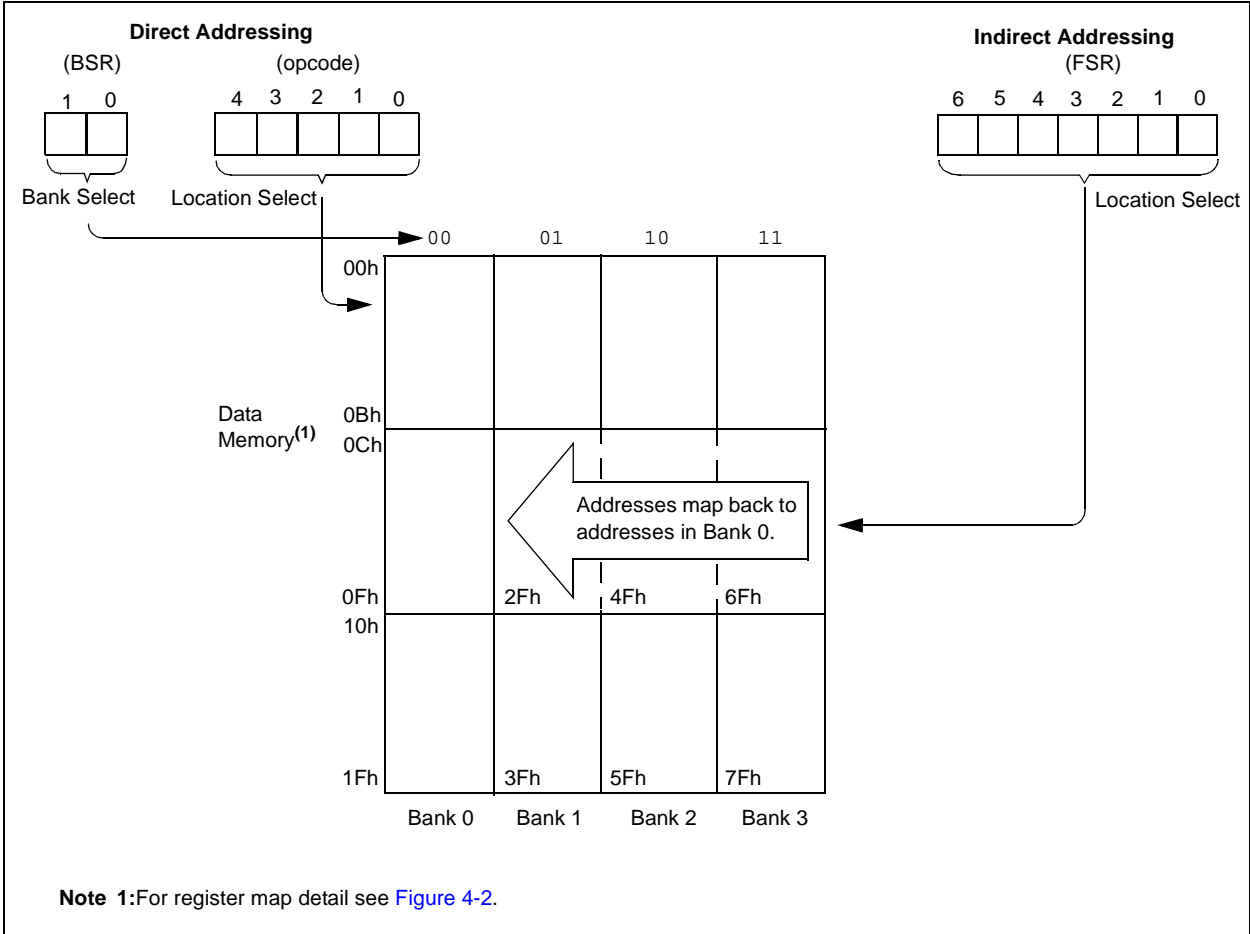 Direct Addressing
(BSR) (opcode)
1 0 4 3 2 1 0
Bank Select Location Select
Indirect Addressing
(FSR)
6 5 4 3 2 1 0
Location Select
00 01 10 11
00h
Data
Memory(1)
0Bh
0Ch
Addresses map back to
addresses in Bank 0.
0Fh 2Fh 4Fh 6Fh
10h
1Fh 3Fh 5Fh 7Fh
Bank 0 Bank 1 Bank 2 Bank 3
Note 1:For register map detail see Figure 4-2.